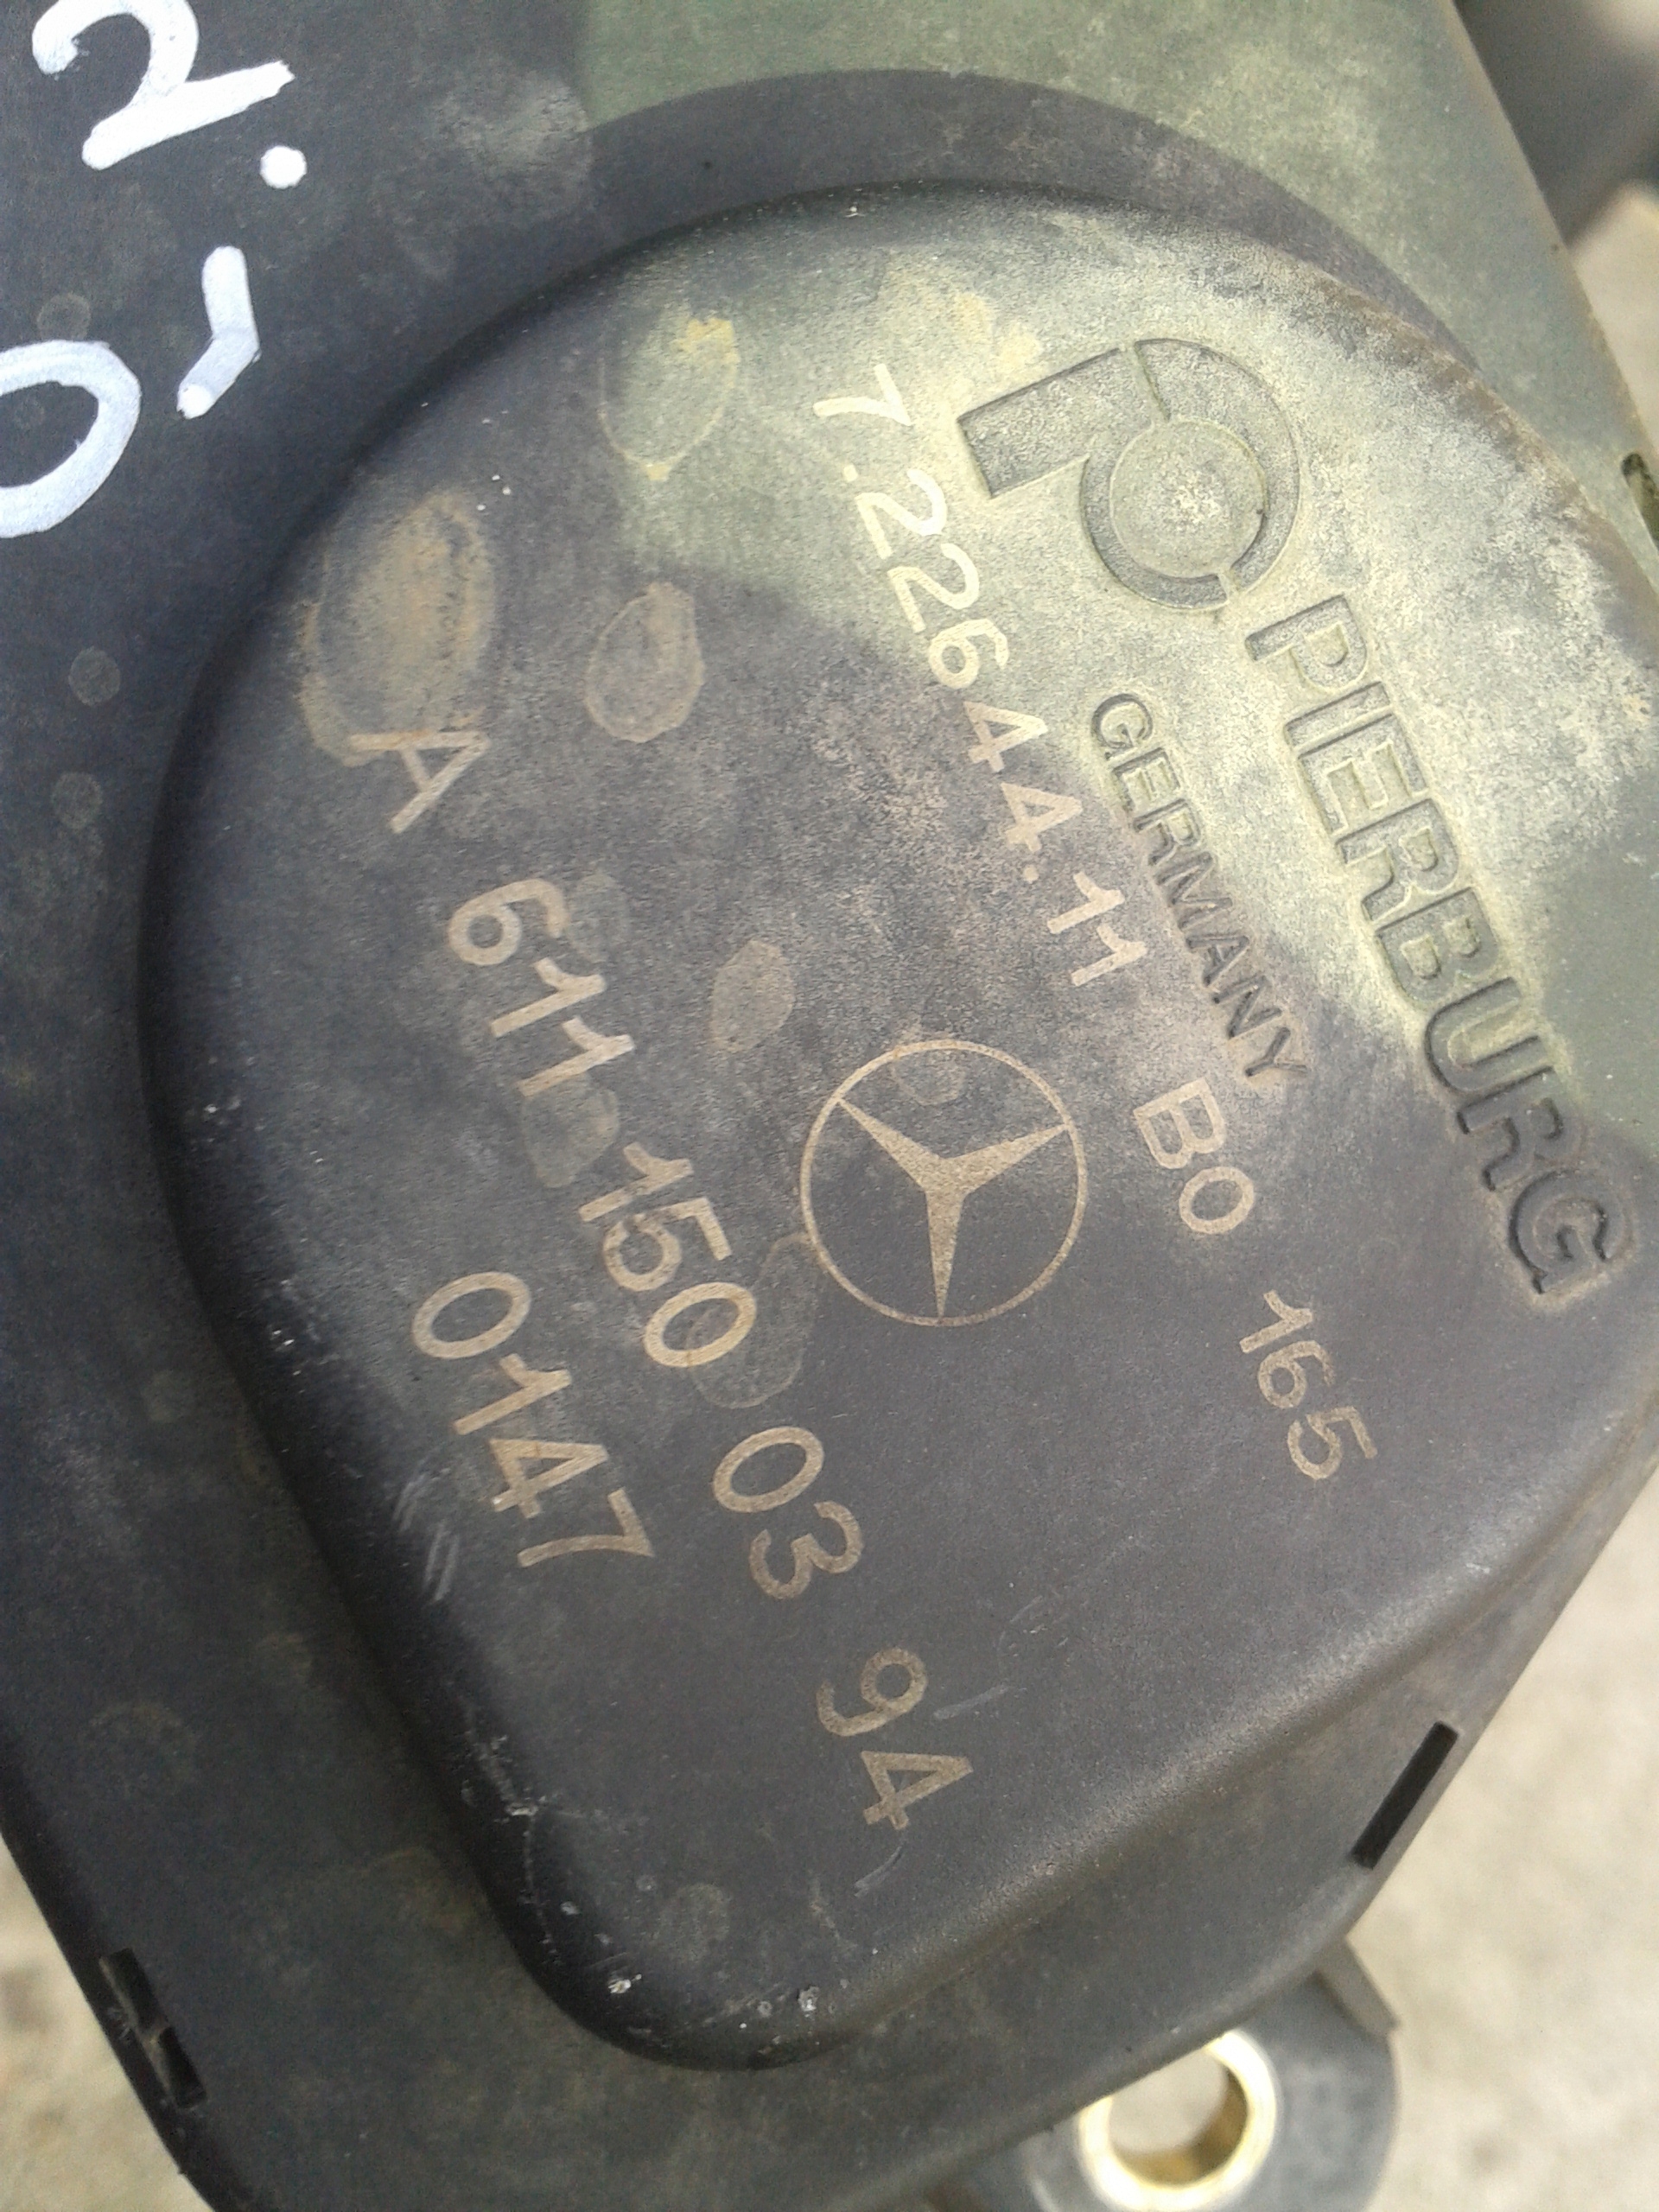 PIERBURG
GERMANY
7.22644.11 B0 165
A 611 150 03 94
0147